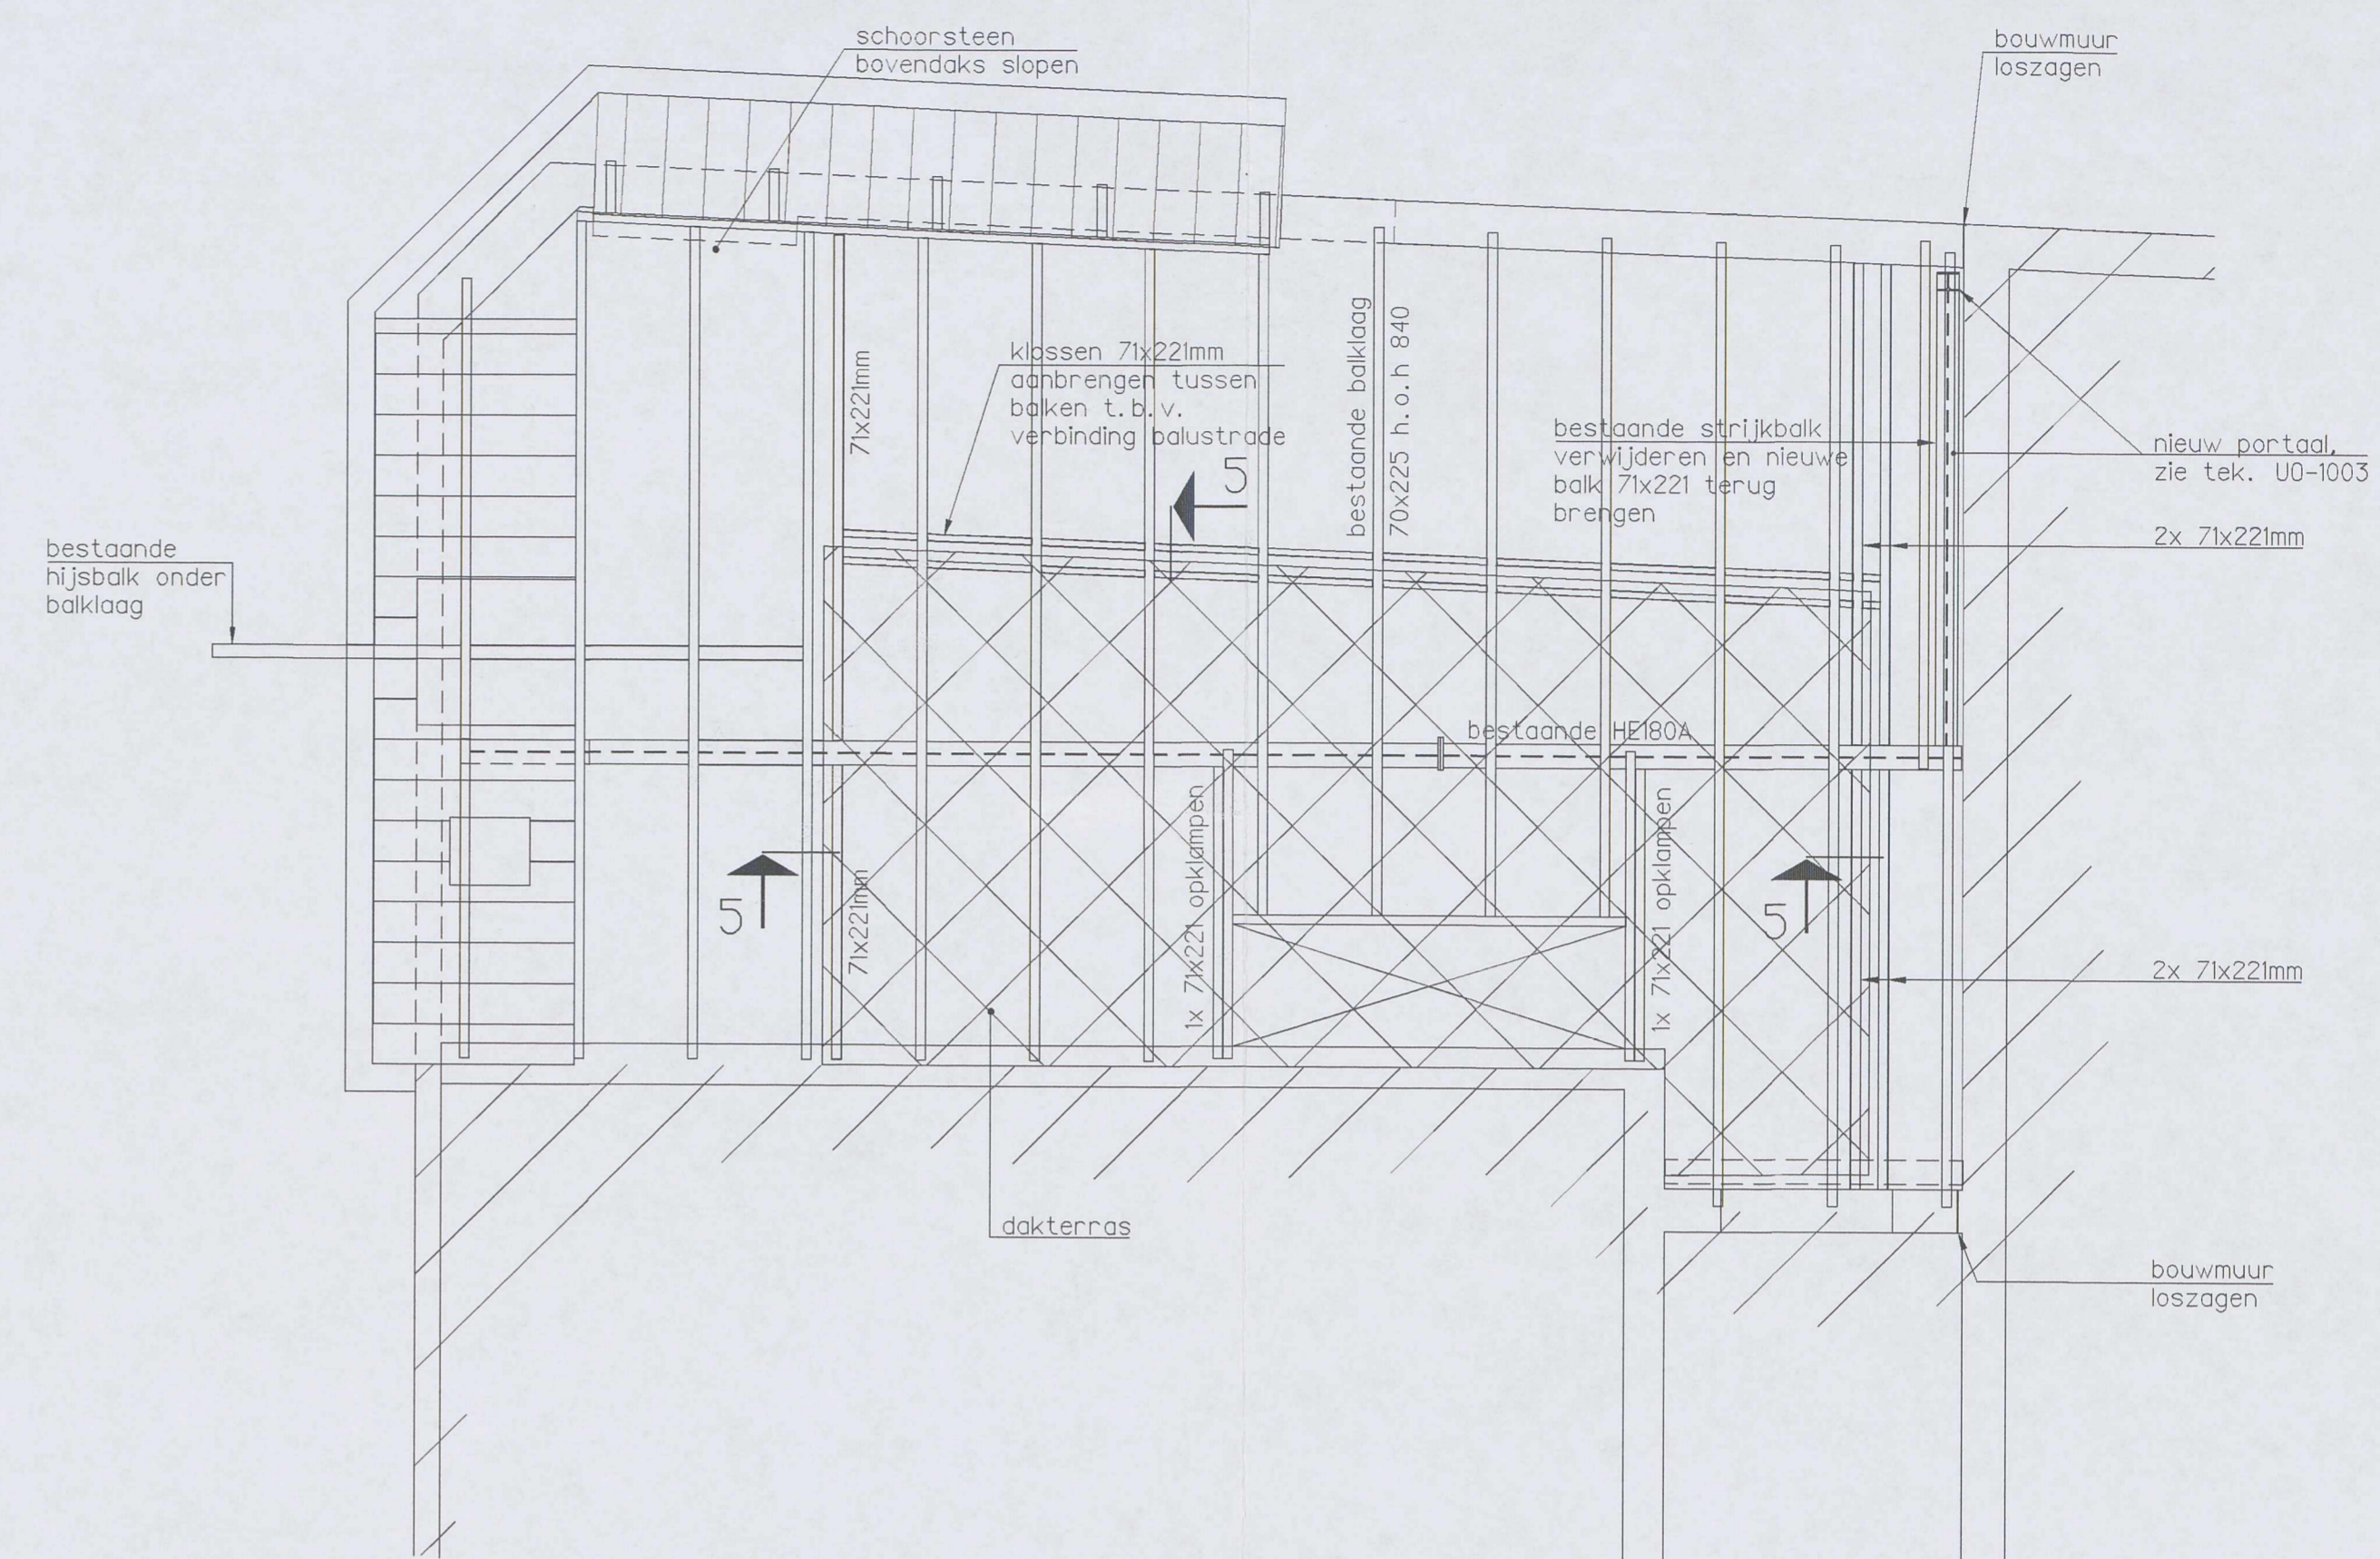 schoorsteen
bovendaks slopen
bouwmuur
loszagen
klossen 71x221mm
aanbrengen tussen
balken t.b.v.
verbinding balustrade
71x221mm
bestaande balklaag
70x225 h.o.h 840
bestaande strijkbalk
verwijderen en nieuwe
balk 71x221 terug
brengen
nieuw portaal,
zie tek. UO-1003
5
2x 71x221mm
bestaande
hijsbalk onder
balklaag
bestaande HE180A
1x 71x221 opklampen
1x 71x221 opklampen
5
71x221mm
5
2x 71x221mm
dakterras
bouwmuur
loszagen